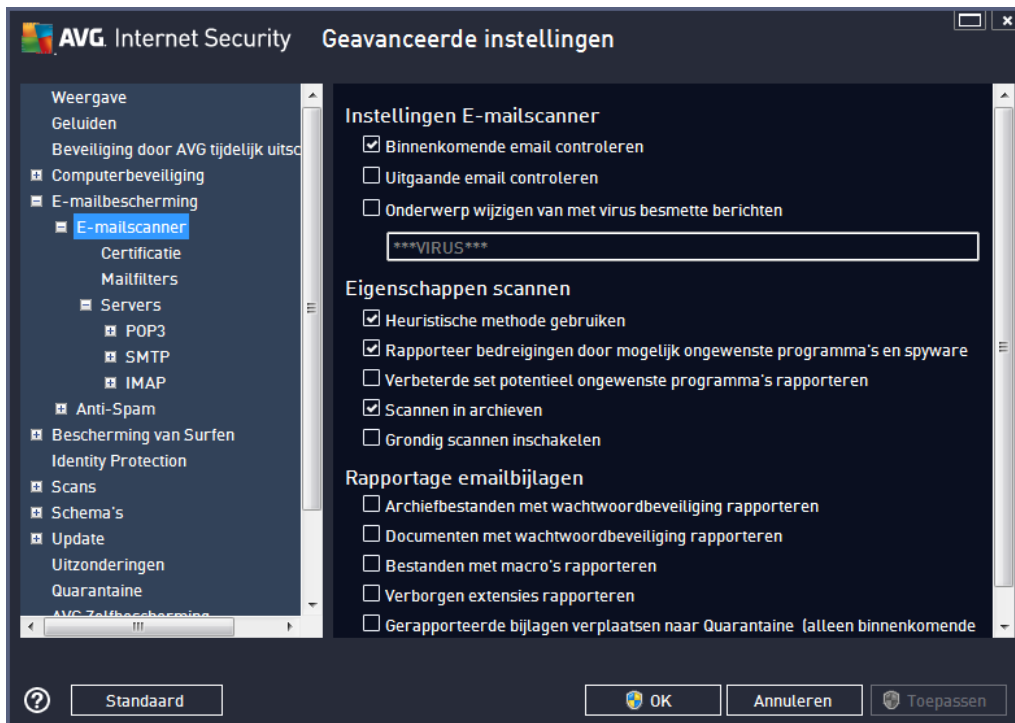 AVG. Internet Security
Geavanceerde instellingen
Weergave
Geluiden
Beveiliging door AVG tijdelijk uitsc
Computerbeveiliging
E-mailbescherming
E-mailscanner
Certificatie
Mailfilters
Servers
POP3
SMTP
IMAP
Anti-Spam
Bescherming van Surfen
Identity Protection
Scans
Schema's
Update
Uitzonderingen
Quarantaine
AVG Zelfbescherming
Instellingen E-mailscanner
Binnenkomende email controleren
Uitgaande email controleren
Onderwerp wijzigen van met virus besmette berichten
***VIRUS***
Eigenschappen scannen
Heuristische methode gebruiken
Rapporteer bedreigingen door mogelijk ongewenste programma's en spyware
Verbeterde set potentieel ongewenste programma's rapporteren
Scannen in archieven
Grondig scannen inschakelen
Rapportage emailbijlagen
Archiefbestanden met wachtwoordbeveiliging rapporteren
Documenten met wachtwoordbeveiliging rapporteren
Bestanden met macro's rapporteren
Verborgen extensies rapporteren
Gerapporteerde bijlagen verplaatsen naar Quarantaine (alleen binnenkomende
? Standaard
OK
Annuleren
Toepassen